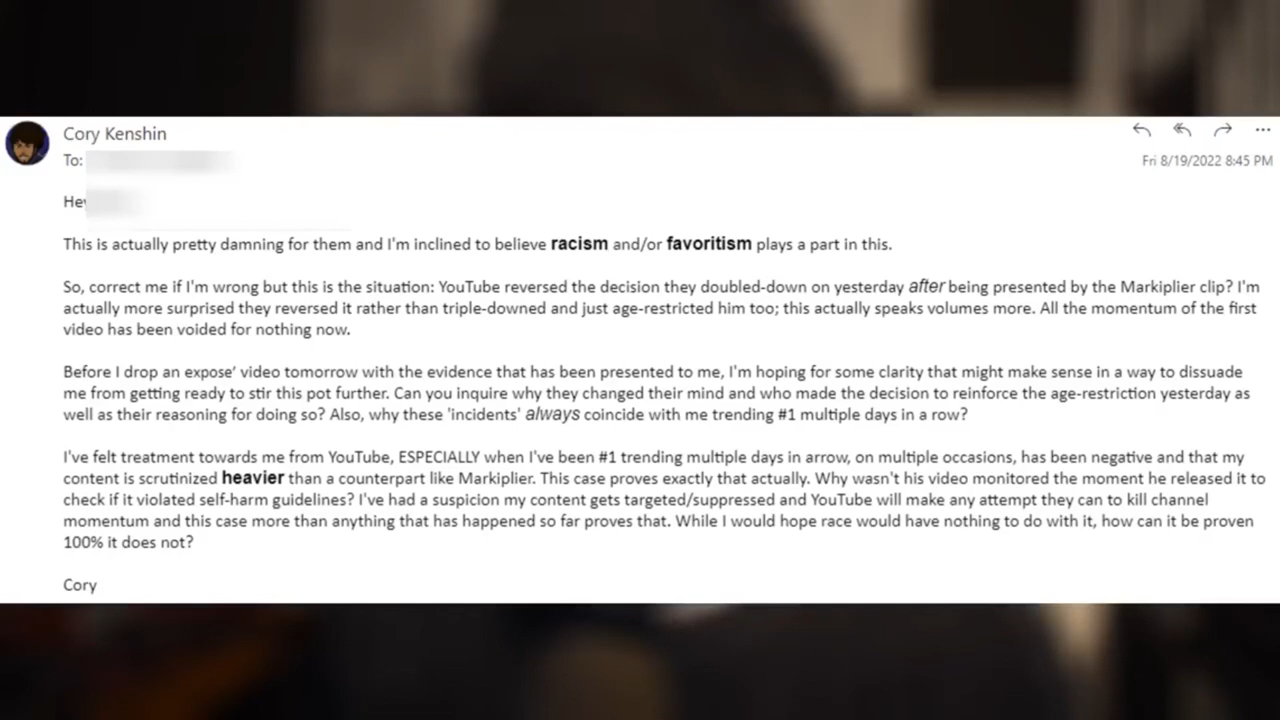 Cory Kenshin
To:
Fri 8/19/2022 8:45 PM
Hey
This is actually pretty damning for them and I'm inclined to believe racism and/or favoritism plays a part in this.
So, correct me if I'm wrong but this is the situation: YouTube reversed the decision they doubled-down on yesterday after being presented by the Markiplier clip? I'm
actually more surprised they reversed it rather than triple-downed and just age-restricted him too; this actually speaks volumes more. All the momentum of the first
video has been voided for nothing now.
Before I drop an expose’ video tomorrow with the evidence that has been presented to me, I'm hoping for some clarity that might make sense in a way to dissuade
me from getting ready to stir this pot further. Can you inquire why they changed their mind and who made the decision to reinforce the age-restriction yesterday as
well as their reasoning for doing so? Also, why these 'incidents' always coincide with me trending #1 multiple days in a row?
I've felt treatment towards me from YouTube, ESPECIALLY when I've been #1 trending multiple days in arow, on multiple occasions, has been negative and that my
content is scrutinized heavier than a counterpart like Markiplier. This case proves exactly that actually. Why wasn't his video monitored the moment he released it to
check if it violated self-harm guidelines? I've had a suspicion my content gets targeted/suppressed and YouTube will make any attempt they can to kill channel
momentum and this case more than anything that has happened so far proves that. While I would hope race would have nothing to do with it, how can it be proven
100% it does not?
Cory